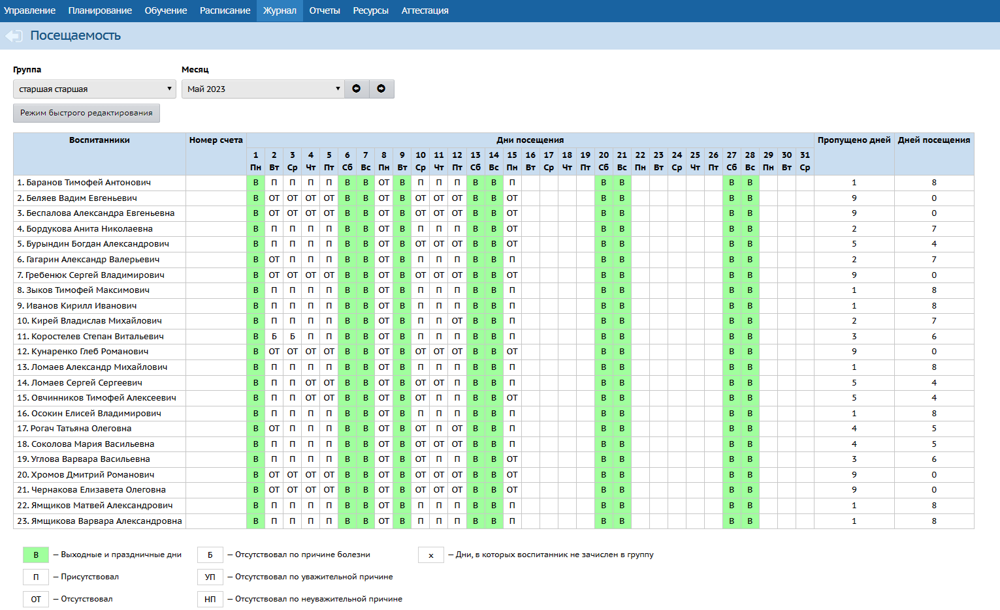 Управление Планирование Обучение Расписание Журнал Отчеты Ресурсы Аттестация
Посещаемость
Группа Месяц
старшая старшая Май 2023
Режим быстрого редактирования
Воспитанники Номер счета Дни посещения Пропущено дней Дней посещения
1 2 3 4 5 6 7 8 9 10 11 12 13 14 15 16 17 18 19 20 21 22 23 24 25 26 27 28 29 30 31
Пн Вт Ср Чт Пт Сб Вс Пн Вт Ср Чт Пт Сб Вс Пн Вт Ср Чт Пт Сб Вс Пн Вт Ср Чт Пт Сб Вс Пн Вт Ср
1. Баранов Тимофей Антонович В П П П П В В ОТ В П П П В В П В В В В 1 8
2. Беляев Вадим Евгеньевич В ОТ ОТ ОТ ОТ В В ОТ В ОТ ОТ ОТ В В ОТ В В В В 9 0
3. Беспалова Александра Евгеньевна В ОТ ОТ ОТ ОТ В В ОТ В ОТ ОТ ОТ В В ОТ В В В В 9 0
4. Бордукова Анита Николаевна В П П П П В В ОТ В П П П В В ОТ В В В В 2 7
5. Бурындин Богдан Александрович В П П П П В В ОТ В ОТ ОТ ОТ В В ОТ В В В В 5 4
6. Гагарин Александр Валерьевич В ОТ П П П В В ОТ В П П П В В П В В В В 2 7
7. Гребенюк Сергей Владимирович В ОТ ОТ ОТ ОТ В В ОТ В ОТ ОТ ОТ В В ОТ В В В В 9 0
8. Зыков Тимофей Максимович В П П П П В В ОТ В П П П В В П В В В В 1 8
9. Иванов Кирилл Иванович В П П П П В В ОТ В П П П В В П В В В В 1 8
10. Кирей Владислав Михайлович В П П П П В В ОТ В П П ОТ В В П В В В В 2 7
11. Коростелев Степан Витальевич В Б Б П П В В ОТ В П П П В В П В В В В 3 6
12. Кунаренко Глеб Романович В ОТ ОТ ОТ ОТ В В ОТ В ОТ ОТ ОТ В В ОТ В В В В 9 0
13. Ломаев Александр Михайлович В П П П П В В ОТ В П П П В В П В В В В 1 8
14. Ломаев Сергей Сергеевич В П П ОТ ОТ В В ОТ В ОТ ОТ П В В П В В В В 5 4
15. Овчинников Тимофей Алексеевич В П П ОТ ОТ В В ОТ В ОТ П П В В ОТ В В В В 5 4
16. Осокин Елисей Владимирович В П П П П В В ОТ В П П П В В П В В В В 1 8
17. Рогач Татьяна Олеговна В ОТ П П П В В ОТ В ОТ П ОТ В В П В В В В 4 5
18. Соколова Мария Васильевна В П П П П В В ОТ В ОТ ОТ ОТ В В П В В В В 4 5
19. Углова Варвара Васильевна В П П П П В В ОТ В ОТ П П В В ОТ В В В В 3 6
20. Хромов Дмитрий Романович В ОТ ОТ ОТ ОТ В В ОТ В ОТ ОТ ОТ В В ОТ В В В В 9 0
21. Чернакова Елизавета Олеговна В ОТ ОТ ОТ ОТ В В ОТ В ОТ ОТ ОТ В В ОТ В В В В 9 0
22. Ямщиков Матвей Александрович В П П П П В В ОТ В П П П В В П В В В В 1 8
23. Ямщикова Варвара Александровна В П П П П В В ОТ В П П П В В П В В В В 1 8
В – Выходные и праздничные дни Б – Отсутствовал по причине болезни х – Дни, в которых воспитанник не зачислен в группу
П – Присутствовал УП – Отсутствовал по уважительной причине
ОТ – Отсутствовал НП – Отсутствовал по неуважительной причине